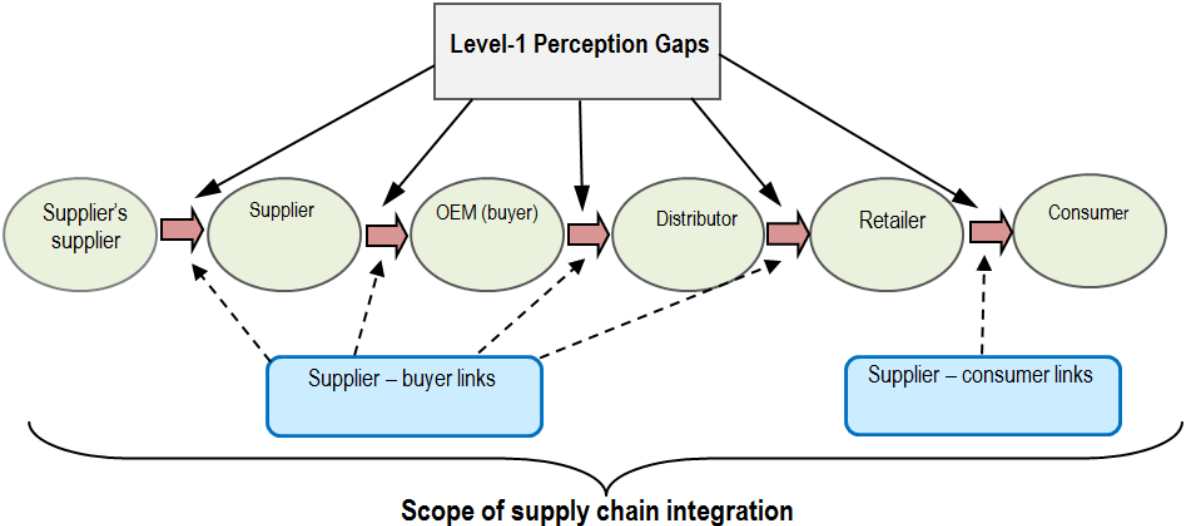 Level-1 Perception Gaps
Supplier's
supplier
Supplier
OEM (buyer)
Distributor
Retailer
Consumer
Supplier – buyer links
Supplier – consumer links
Scope of supply chain integration